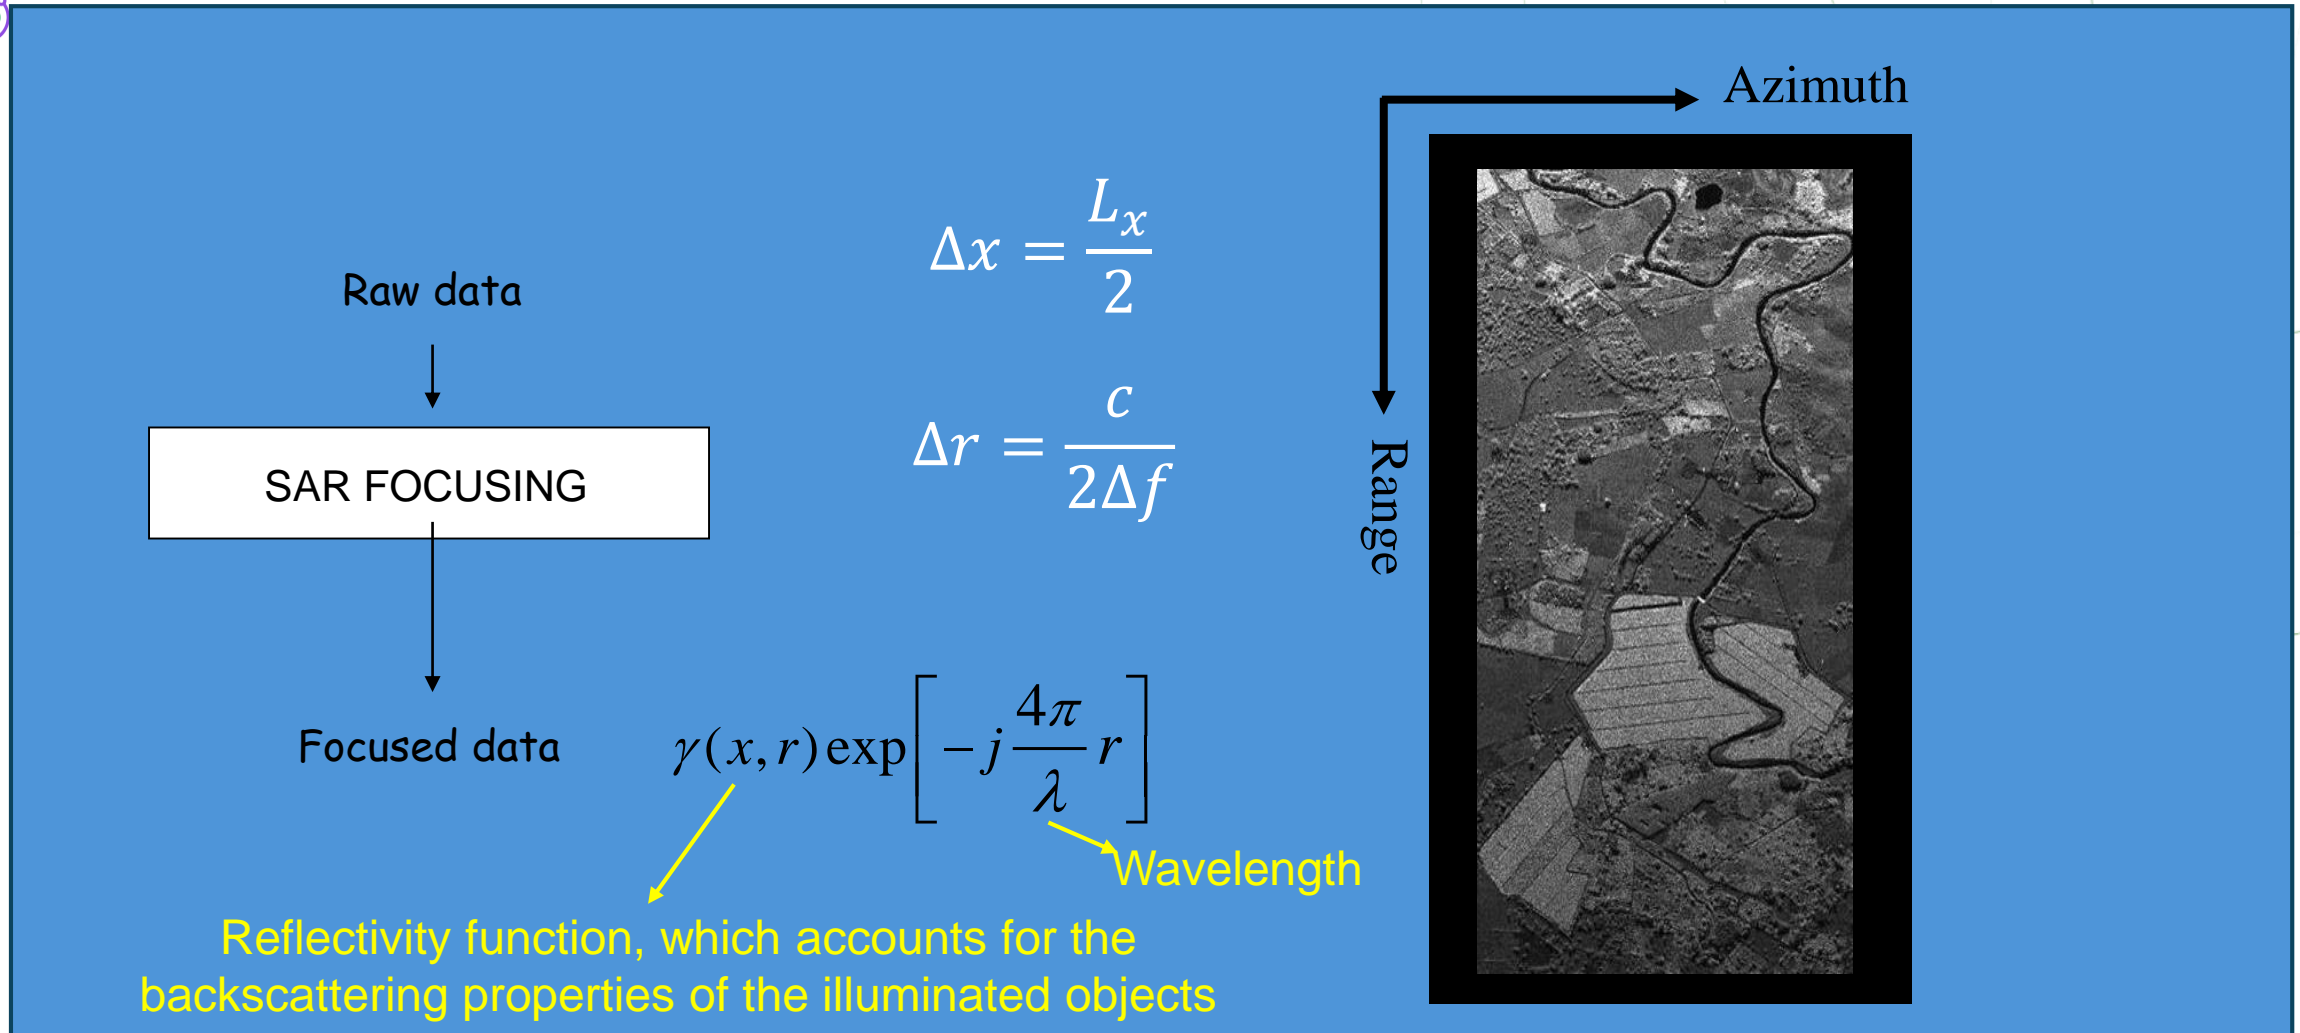 Azimuth
Δx = L_x / 2
Raw data
Δr = c / 2Δf
Range
SAR FOCUSING
Focused data
γ(x,r)exp[−j 4π/λ r]
Wavelength
Reflectivity function, which accounts for the
backscattering properties of the illuminated objects